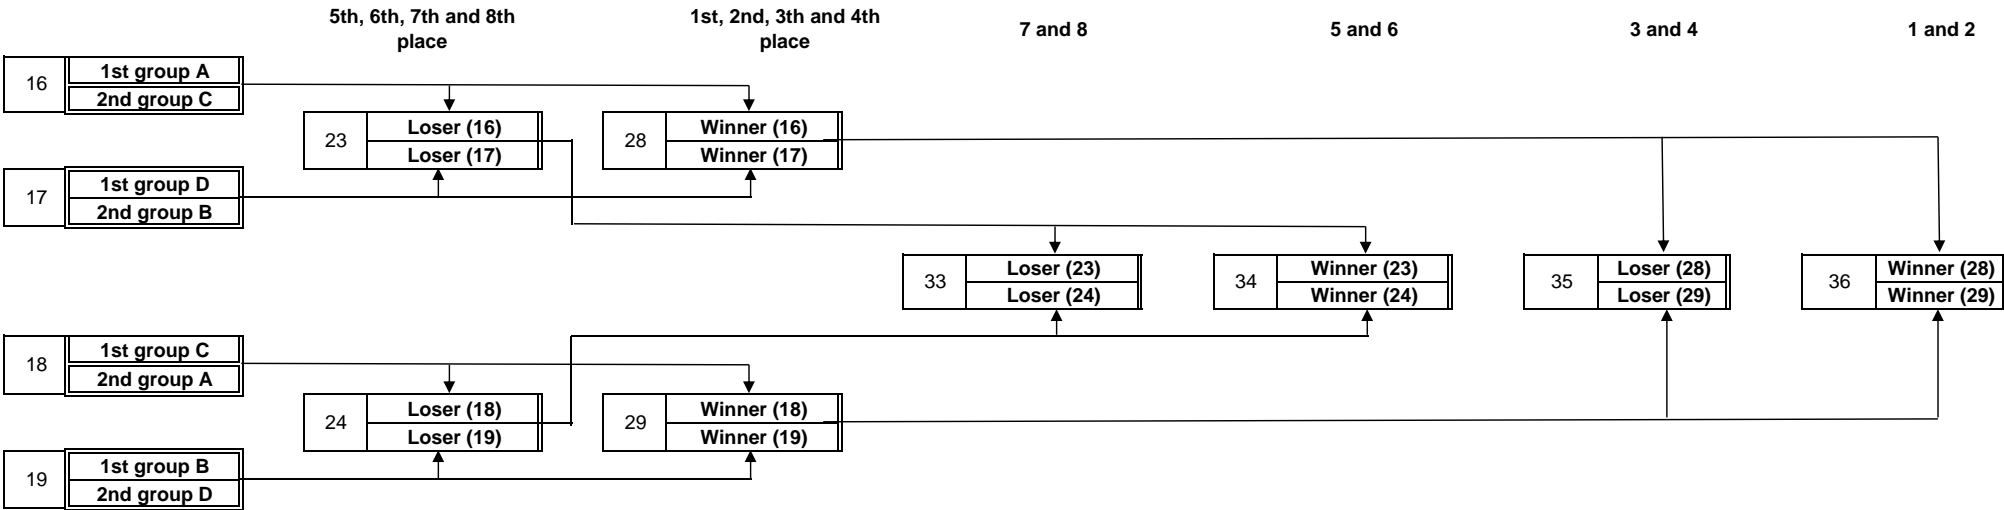 5th, 6th, 7th and 8th
place
1st, 2nd, 3th and 4th
place
7 and 8
5 and 6
3 and 4
1 and 2
16
1st group A
2nd group C
23
Loser (16)
Loser (17)
28
Winner (16)
Winner (17)
17
1st group D
2nd group B
33
Loser (23)
Loser (24)
34
Winner (23)
Winner (24)
35
Loser (28)
Loser (29)
36
Winner (28)
Winner (29)
18
1st group C
2nd group A
24
Loser (18)
Loser (19)
29
Winner (18)
Winner (19)
19
1st group B
2nd group D